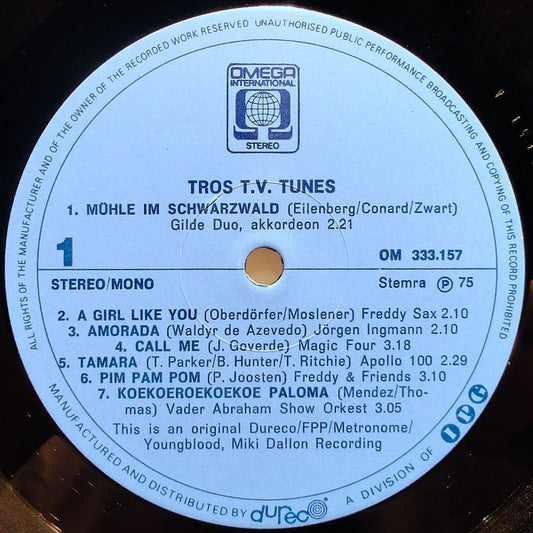 ALL RIGHTS OF THE MANUFACTURER AND OF THE OWNER OF THE RECORDED WORK RESERVED UNAUTHORISED PUBLIC PERFORMANCE BROADCASTING AND COPYING OF THIS RECORD PROHIBITED
OMEGA
INTERNATIONAL
STEREO
TROS T.V. TUNES
1. MÜHLE IM SCHWARZWALD (Eilenberg/Conard/Zwart)
Gilde Duo, akkordeon 2.21
1
OM 333.157
STEREO/MONO
Stemra Ⓟ 75
2. A GIRL LIKE YOU (Oberdörfer/Moslener) Freddy Sax 2.10
3. AMORADA (Waldyr de Azevedo) Jörgen Ingmann 2.10
4. CALL ME (J. Goverde) Magic Four 3.18
5. TAMARA (T. Parker/B. Hunter/T. Ritchie) Apollo 100 2.29
6. PIM PAM POM (P. Joosten) Freddy & Friends 3.10
7. KOEKOEROEKOEKOE PALOMA (Mendez/Tho-
mas) Vader Abraham Show Orkest 3.05
This is an original Dureco/FPP/Metronome/
Youngblood, Miki Dallon Recording
MANUFACTURED AND DISTRIBUTED BY dureco A DIVISION OF